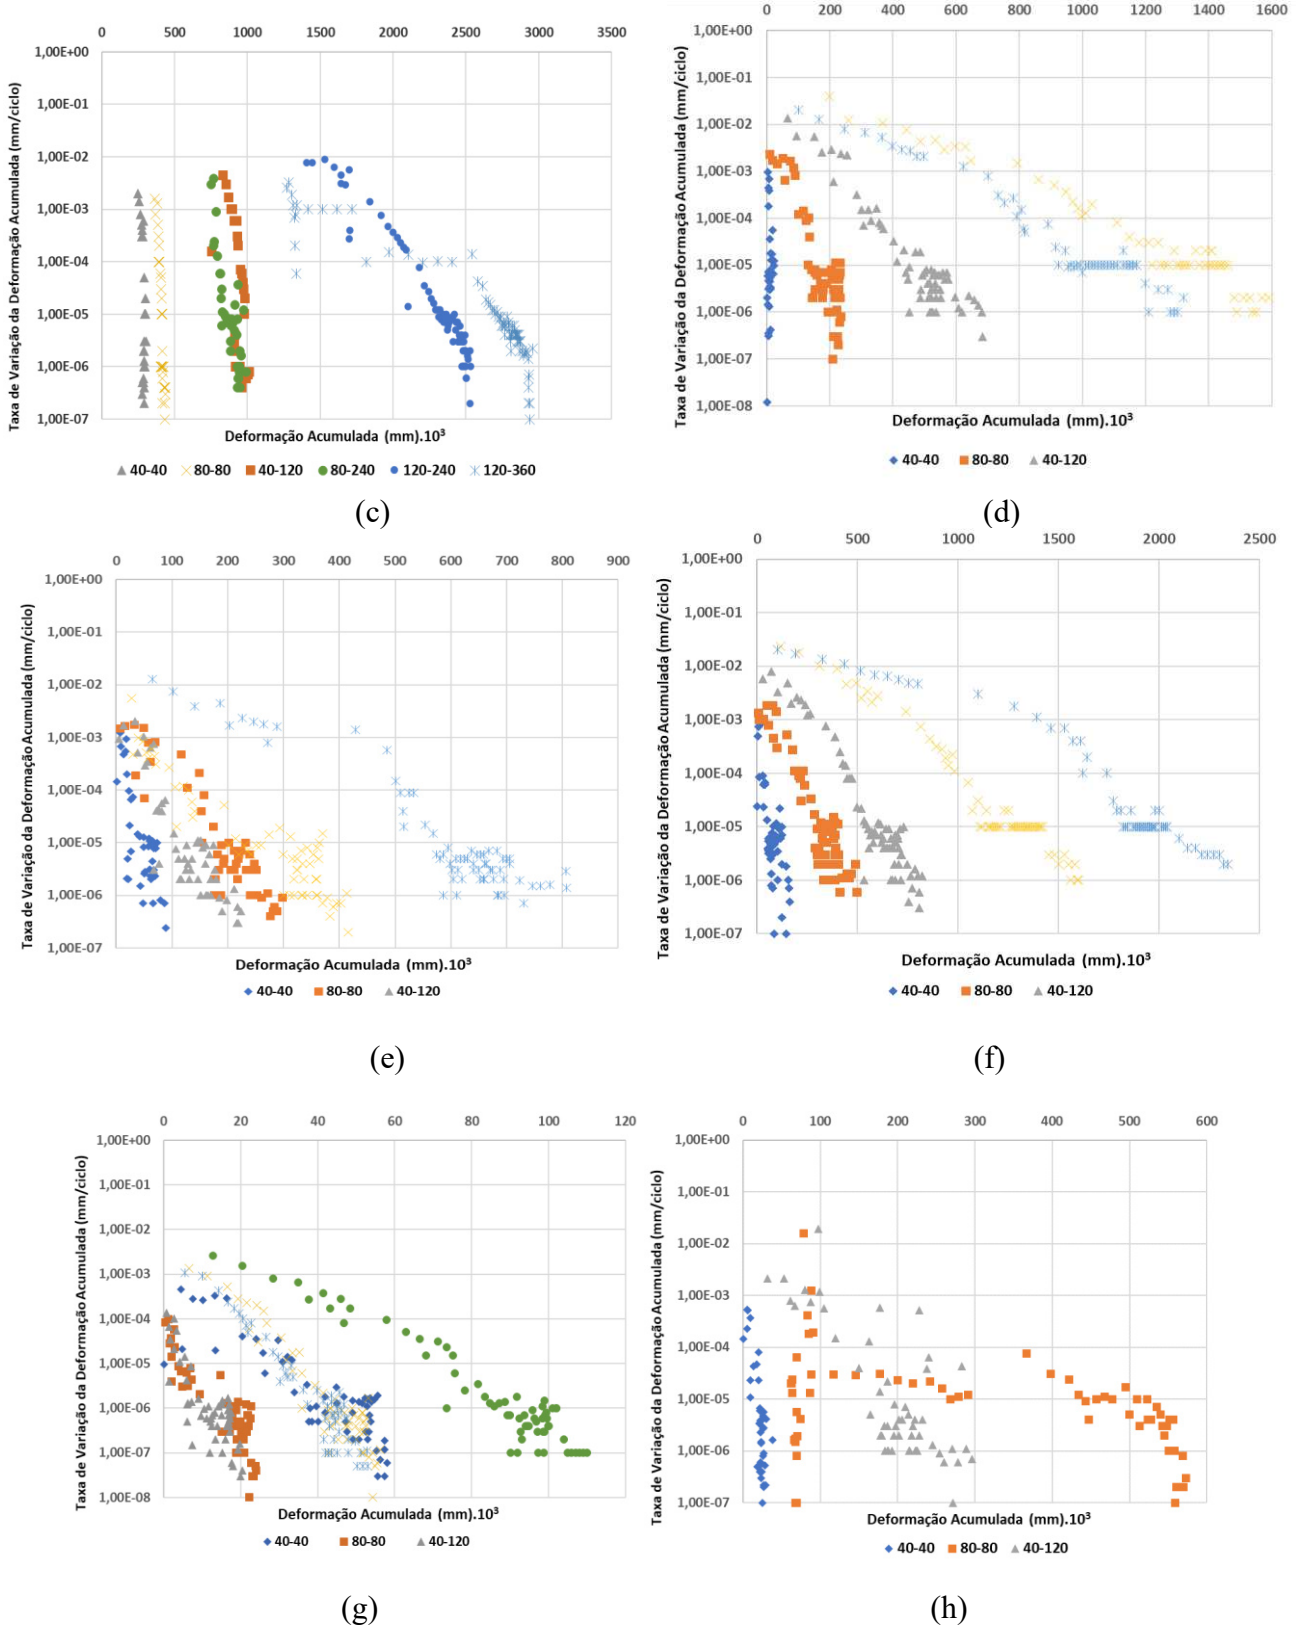 0 500 1000 1500 2000 2500 3000 3500
1,00E+00
1,00E-01
1,00E-02
1,00E-03
1,00E-04
1,00E-05
1,00E-06
1,00E-07
Taxa de Variação da Deformação Acumulada (mm/ciclo)
Deformação Acumulada (mm).10³
40-40 80-80 40-120 80-240 120-240 120-360
(c)
0 200 400 600 800 1000 1200 1400 1600
1,00E+00
1,00E-01
1,00E-02
1,00E-03
1,00E-04
1,00E-05
1,00E-06
1,00E-07
1,00E-08
Taxa de Variação da Deformação Acumulada (mm/ciclo)
Deformação Acumulada (mm).10³
40-40 80-80 40-120
(d)
0 100 200 300 400 500 600 700 800 900
1,00E+00
1,00E-01
1,00E-02
1,00E-03
1,00E-04
1,00E-05
1,00E-06
1,00E-07
Taxa de Variação da Deformação Acumulada (mm/ciclo)
Deformação Acumulada (mm).10³
40-40 80-80 40-120
(e)
0 500 1000 1500 2000 2500
1,00E+00
1,00E-01
1,00E-02
1,00E-03
1,00E-04
1,00E-05
1,00E-06
1,00E-07
Taxa de Variação da Deformação Acumulada (mm/ciclo)
Deformação Acumulada (mm).10³
40-40 80-80 40-120
(f)
0 20 40 60 80 100 120
1,00E+00
1,00E-01
1,00E-02
1,00E-03
1,00E-04
1,00E-05
1,00E-06
1,00E-07
1,00E-08
Taxa de Variação da Deformação Acumulada (mm/ciclo)
Deformação Acumulada (mm).10³
40-40 80-80 40-120
(g)
0 100 200 300 400 500 600
1,00E+00
1,00E-01
1,00E-02
1,00E-03
1,00E-04
1,00E-05
1,00E-06
1,00E-07
Taxa de Variação da Deformação Acumulada (mm/ciclo)
Deformação Acumulada (mm).10³
40-40 80-80 40-120
(h)